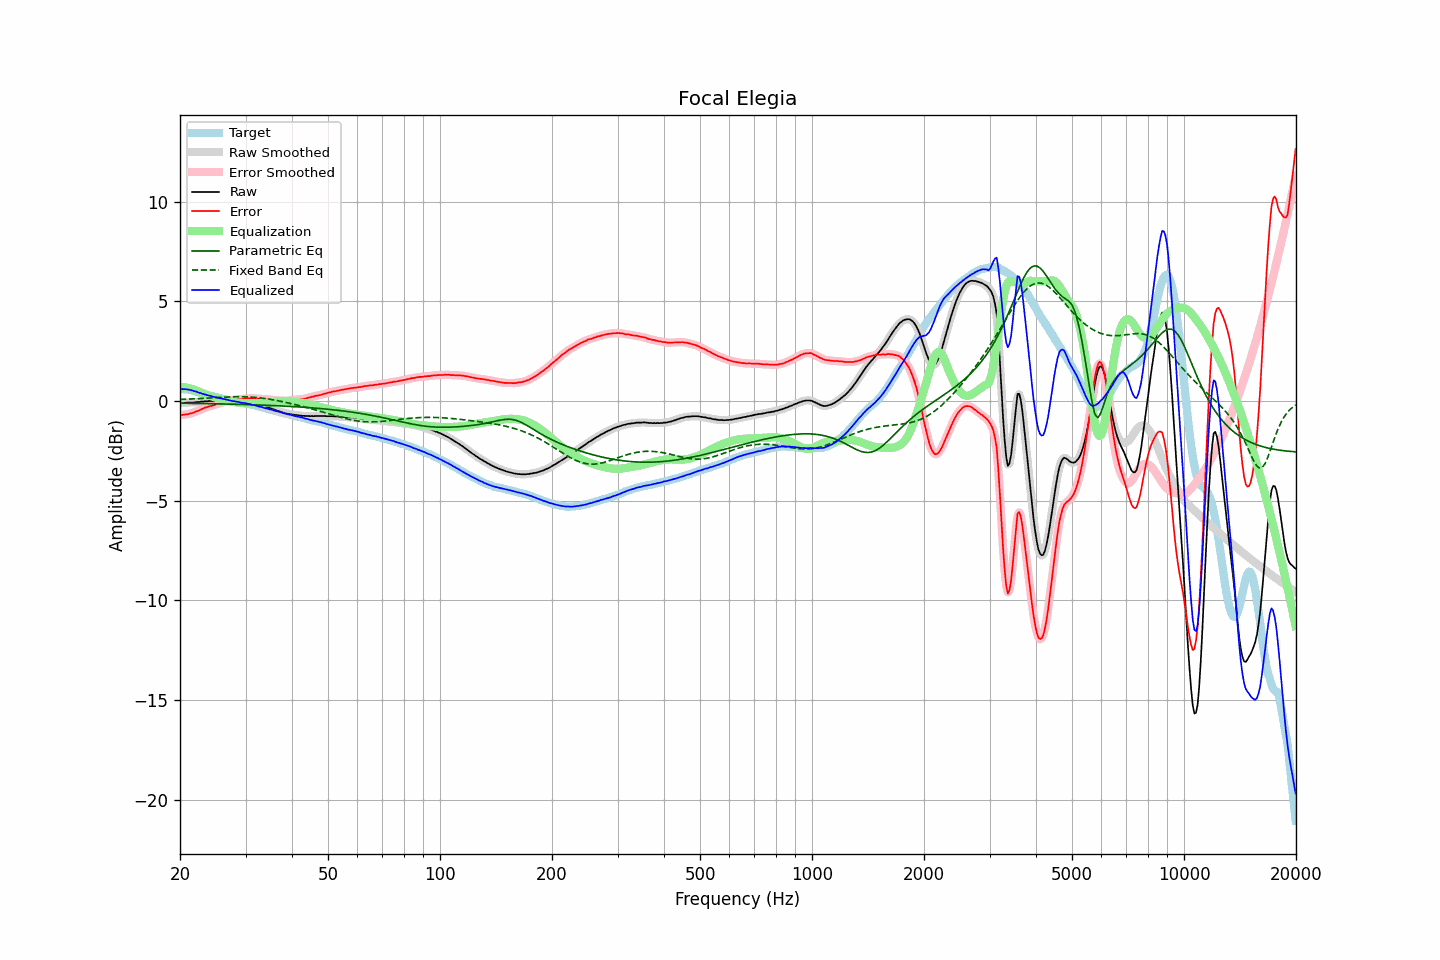 Focal Elegia
Target
Raw Smoothed
Error Smoothed
Raw
Error
Equalization
Parametric Eq
Fixed Band Eq
Equalized
10
5
0
−5
−10
−15
−20
Amplitude (dBr)
20
50
100
200
500
1000
2000
5000
10000
20000
Frequency (Hz)